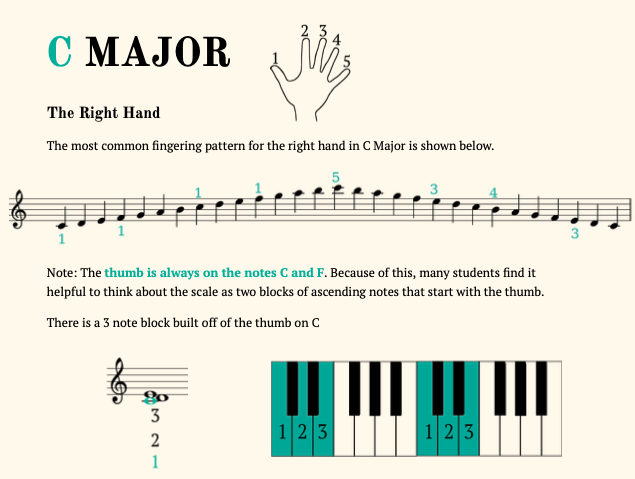 C MAJOR
1 2 3 4 5
The Right Hand
The most common fingering pattern for the right hand in C Major is shown below.
1 1 1 1 5 3 4 3
Note: The thumb is always on the notes C and F. Because of this, many students find it
helpful to think about the scale as two blocks of ascending notes that start with the thumb.
There is a 3 note block built off of the thumb on C
3
2
1
1 2 3 1 2 3